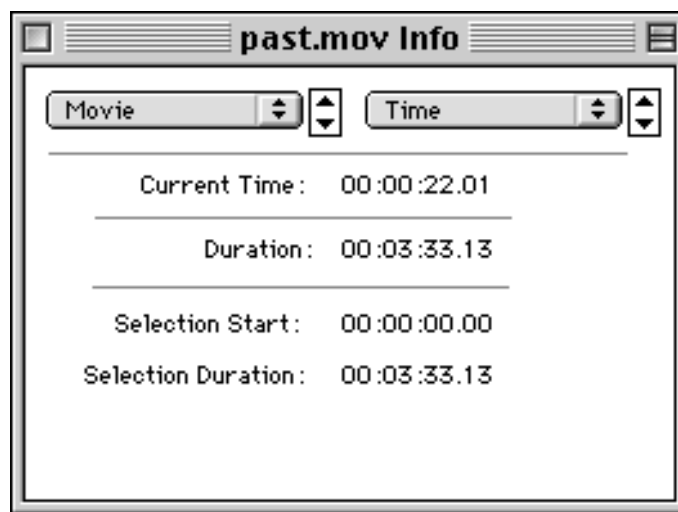 past.mov Info
Movie Time
Current Time: 00:00:22.01
Duration: 00:03:33.13
Selection Start: 00:00:00.00
Selection Duration: 00:03:33.13